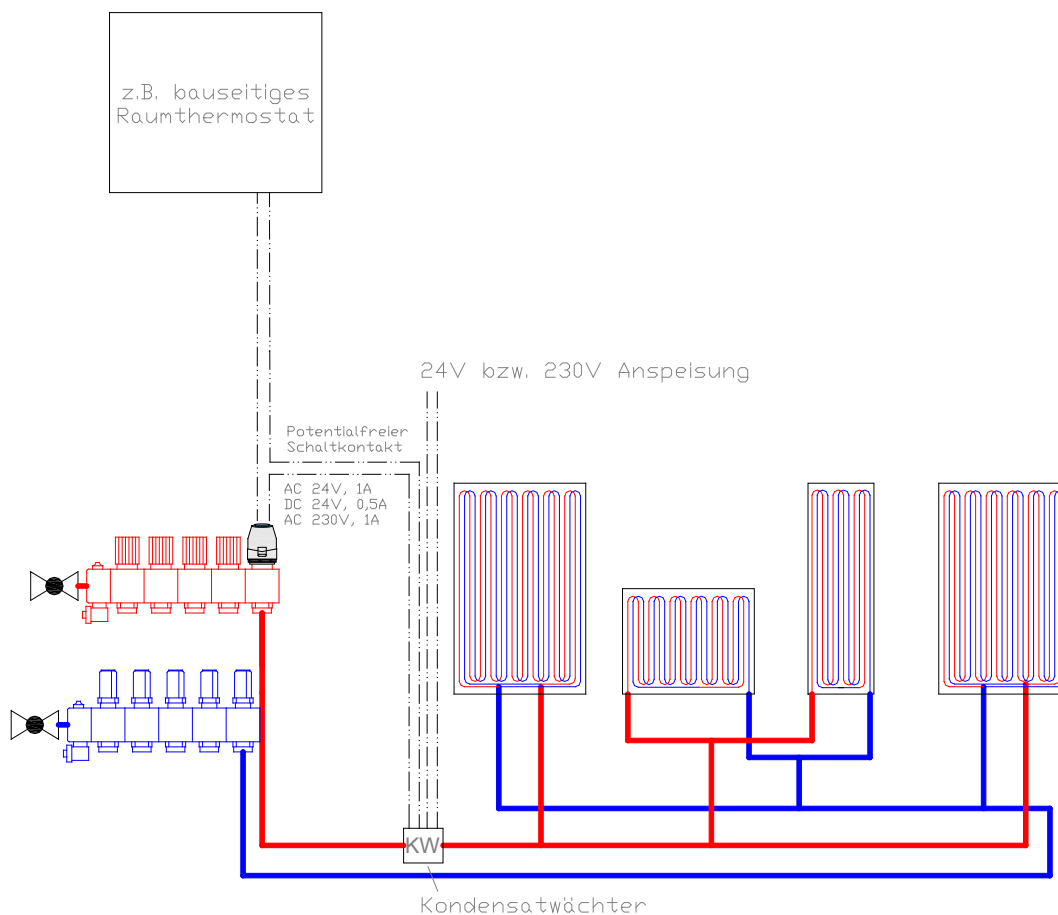 z.B. bauseitiges
Raumthermostat
24V bzw. 230V Anspeisung
Potentialfreier
Schaltkontakt
AC 24V, 1A
DC 24V, 0,5A
AC 230V, 1A
KW
Kondensatwächter